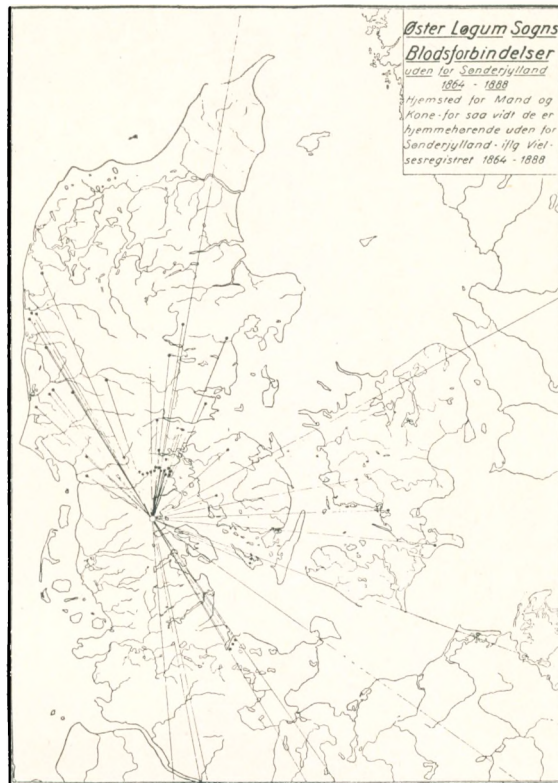 Øster Løgum Sogns
Blodsforbindelser
uden for Sønderjylland
1864 - 1888
Hjemsted for Mand og
Kone - for saa vidt de er
hjemmehørende uden for
Sønderjylland - iflg Viel-
sesregistret 1864 - 1888